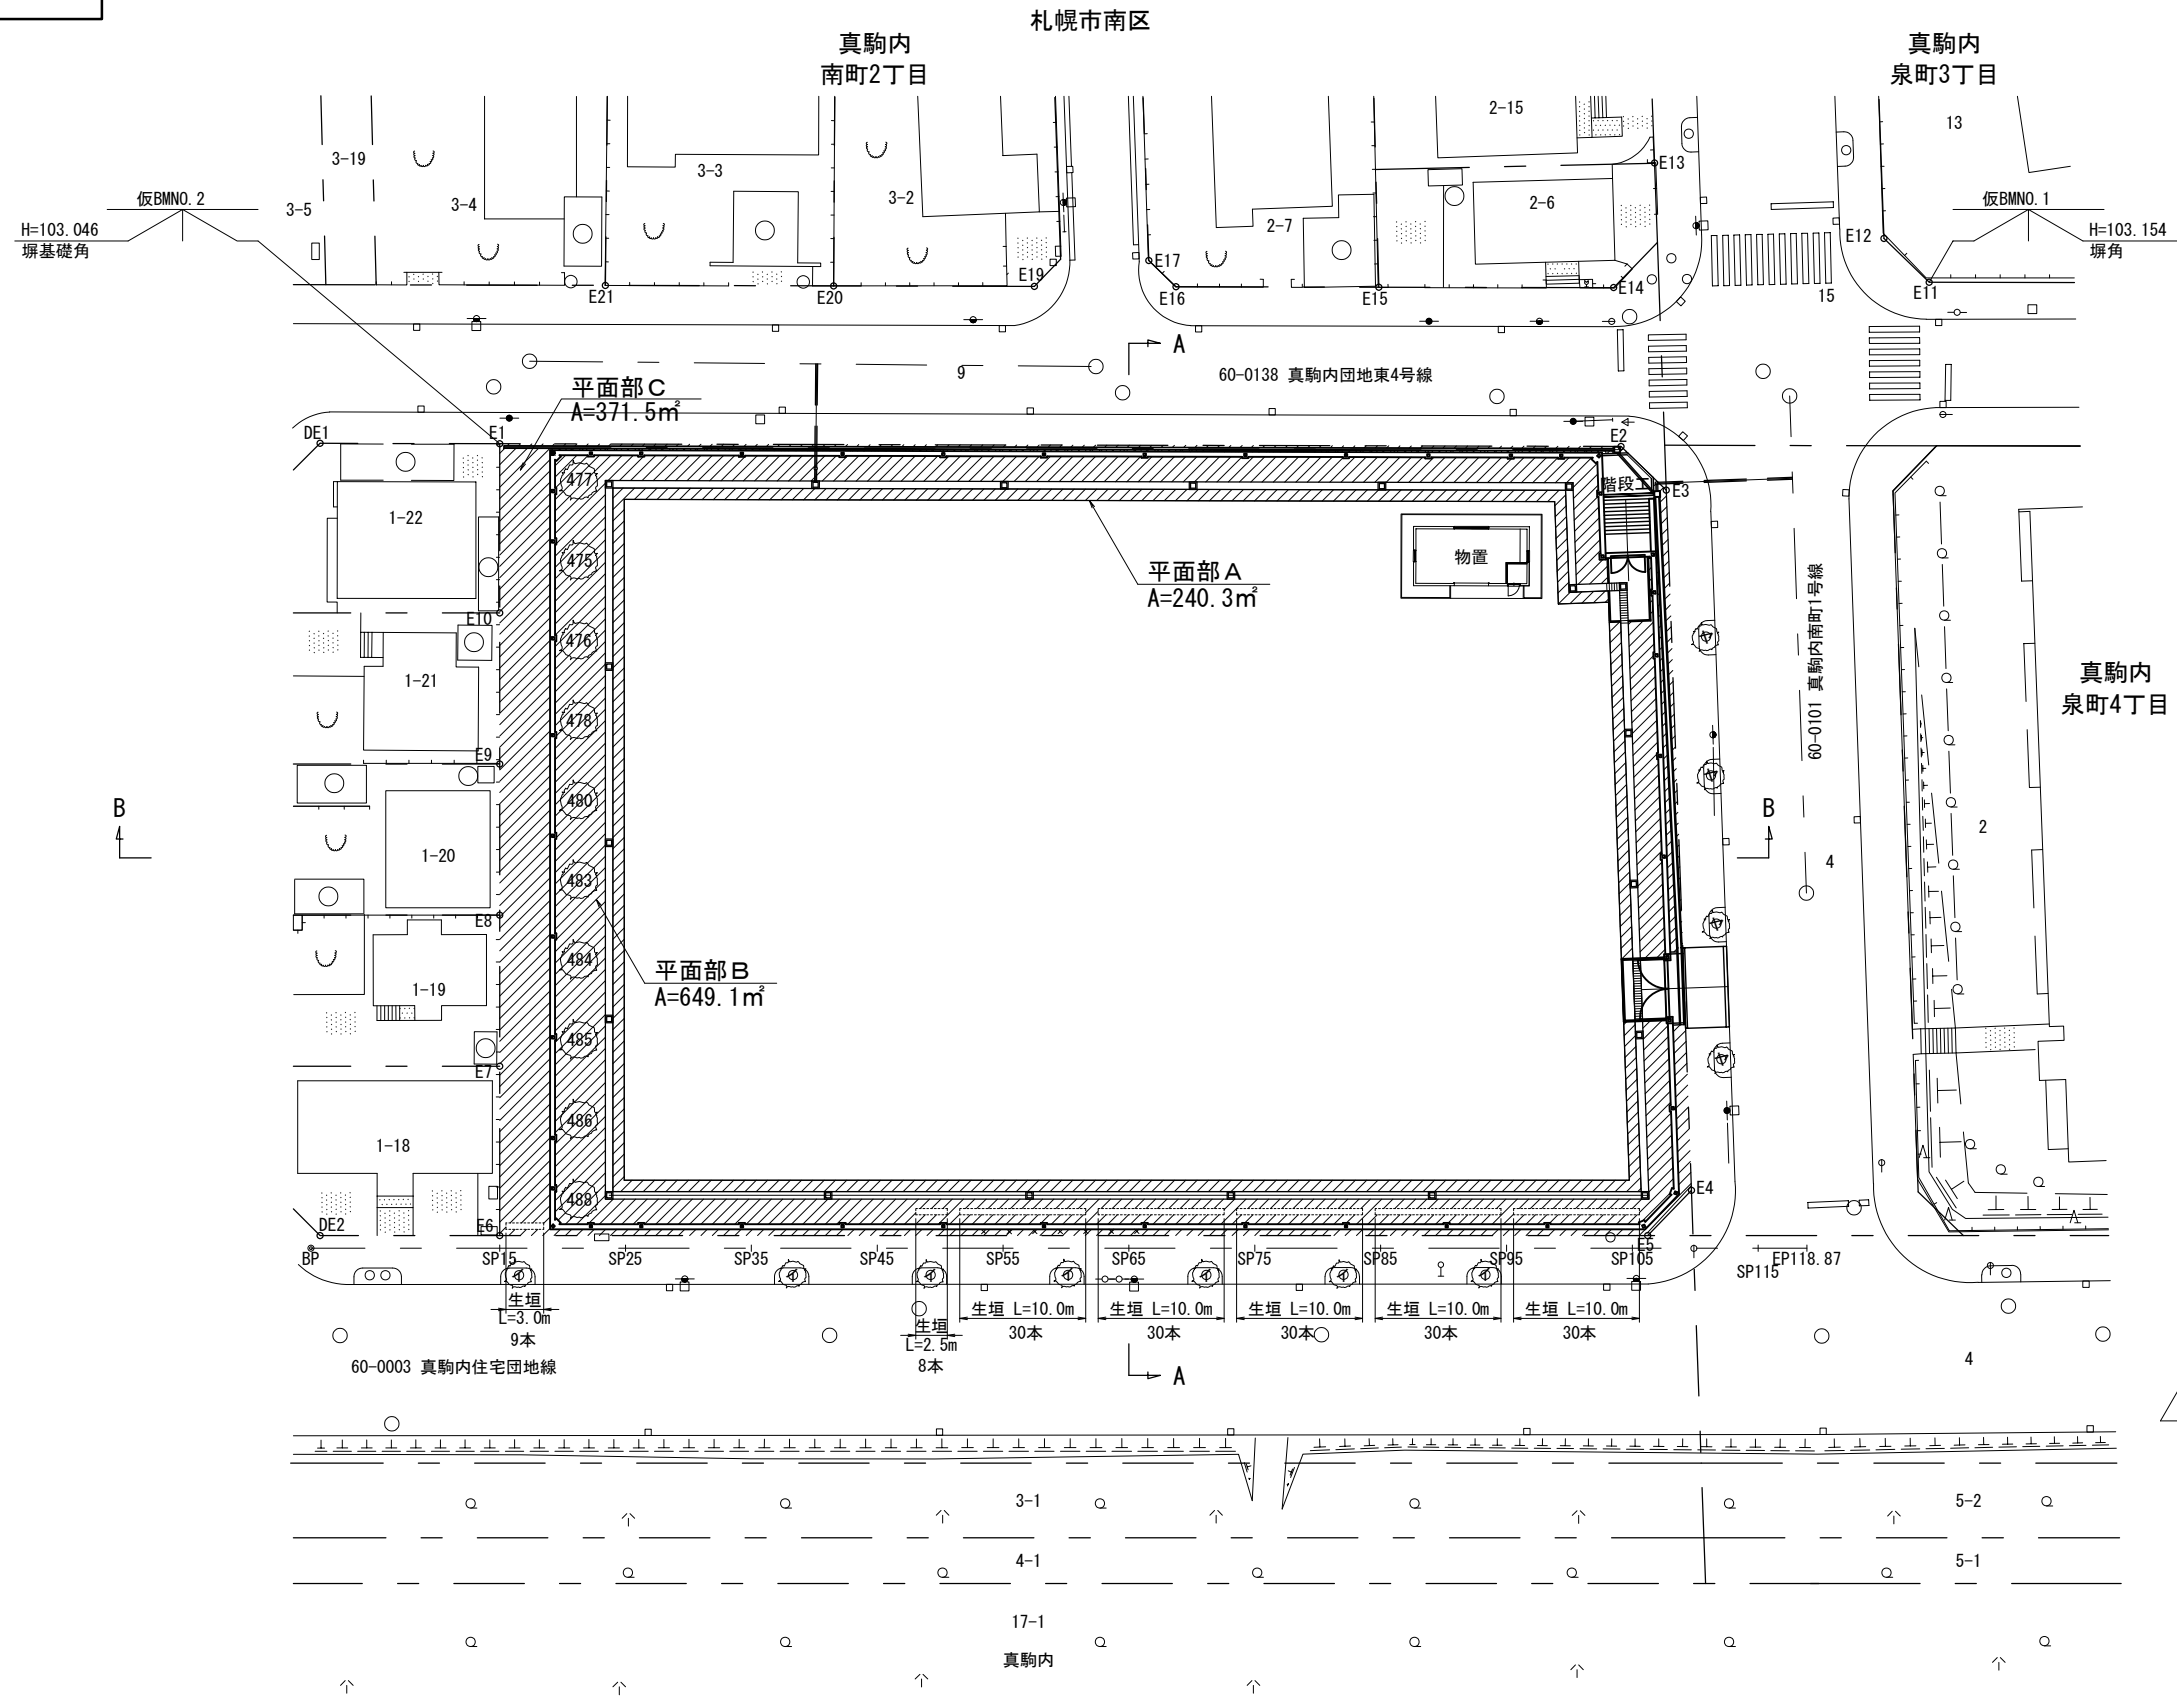 札幌市南区
真駒内
南町2丁目
真駒内
泉町3丁目
2-15
13
3-19
3-3
E13
3-4
3-2
2-6
仮BMNO.2
3-5
H=103.046
塀基礎角
2-7
仮BMNO.1
H=103.154
塀角
E12
E17
E19
E21
E20
E16
E15
E14
15
E11
A
9
60-0138 真駒内団地東4号線
平面部C
A=371.5㎡
DE1
E1
E2
477
階段工
E3
1-22
475
物置
平面部A
A=240.3㎡
E10
476
60-0101 真駒内南町1号線
1-21
真駒内
泉町4丁目
478
E9
480
B
B
2
1-20
4
483
E8
484
平面部B
A=649.1㎡
1-19
485
E7
486
1-18
488
E4
DE2
E6
E5
BP
SP15
SP25
SP35
SP45
SP55
SP65
SP75
SP85
SP95
SP105
SP115
EP118.87
生垣
L=3.0m
9本
生垣
L=2.5m
8本
生垣 L=10.0m
30本
生垣 L=10.0m
30本
生垣 L=10.0m
30本
生垣 L=10.0m
30本
生垣 L=10.0m
30本
60-0003 真駒内住宅団地線
A
4
3-1
5-2
4-1
5-1
17-1
真駒内